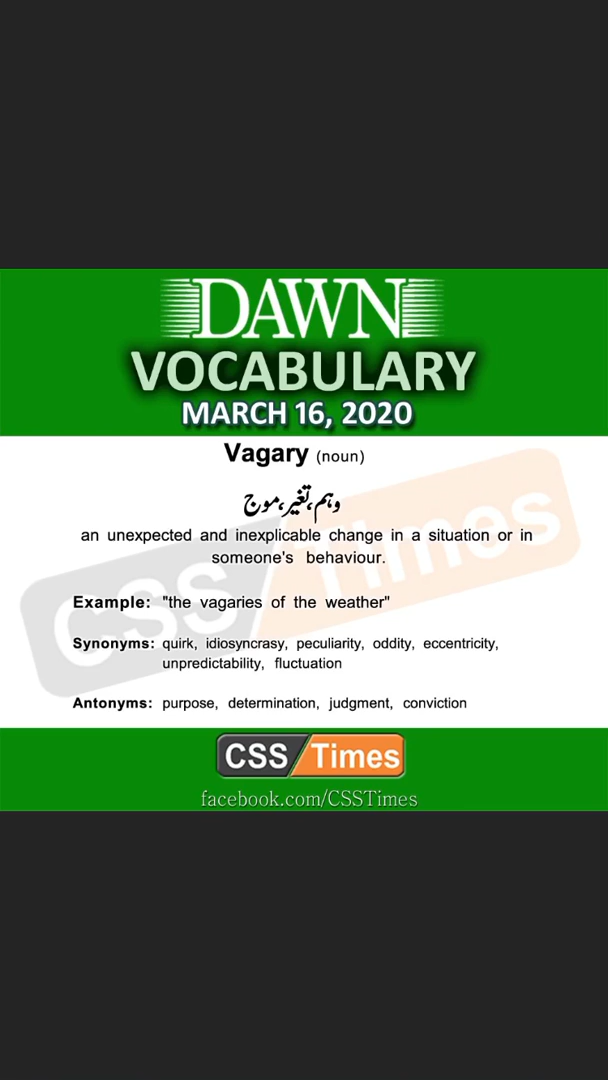 DAWN
VOCABULARY
MARCH 16, 2020
Vagary (noun)
وہم، تغیر، موج
an unexpected and inexplicable change in a situation or in
someone's behaviour.
Example: "the vagaries of the weather"
Synonyms: quirk, idiosyncrasy, peculiarity, oddity, eccentricity,
unpredictability, fluctuation
Antonyms: purpose, determination, judgment, conviction
CSS Times
CSS Times
facebook.com/CSSTimes